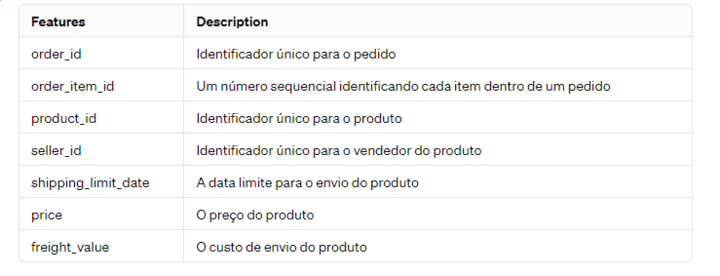 Features Description
order_id Identificador único para o pedido
order_item_id Um número sequencial identificando cada item dentro de um pedido
product_id Identificador único para o produto
seller_id Identificador único para o vendedor do produto
shipping_limit_date A data limite para o envio do produto
price O preço do produto
freight_value O custo de envio do produto